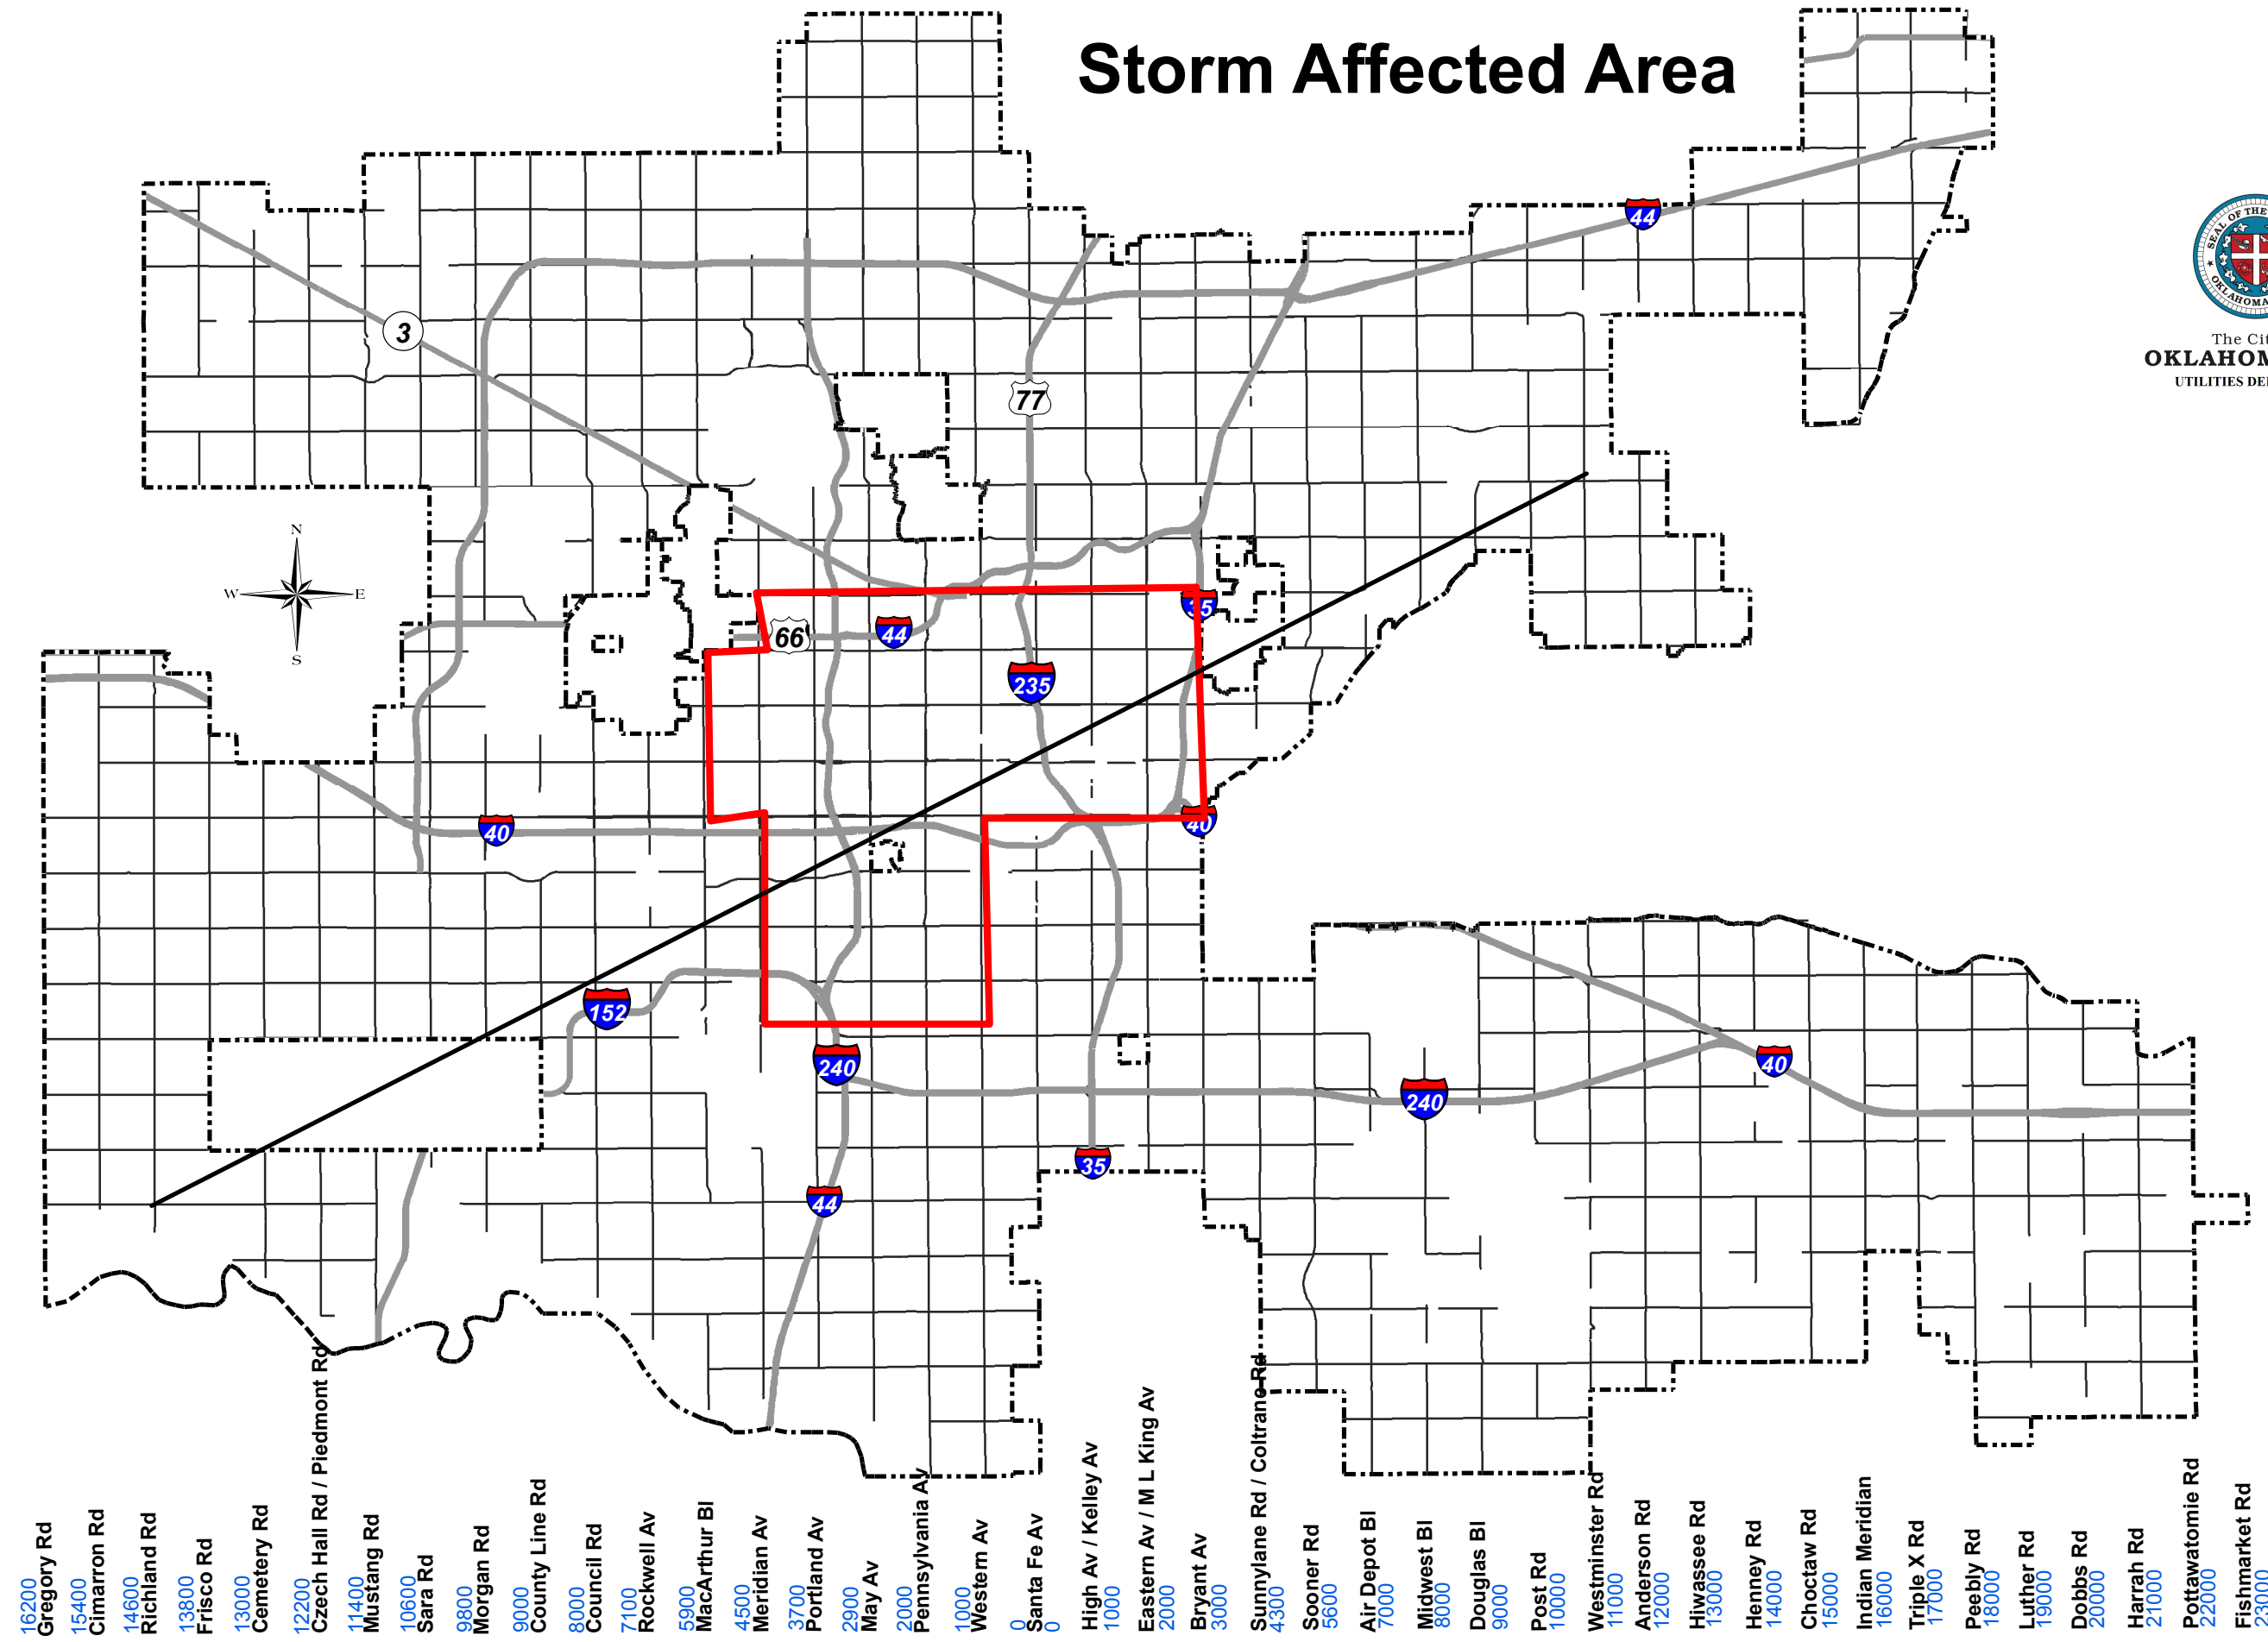 Storm Affected Area
44
SEAL OF THE
OKLAHOMA
The Cit
OKLAHOM
UTILITIES DE
3
77
N
W
E
S
35
66
44
235
40
40
152
240
40
240
35
44
16200
Gregory Rd
15400
Cimarron Rd
14600
Richland Rd
13800
Frisco Rd
13000
Cemetery Rd
12200
Czech Hall Rd / Piedmont Rd
11400
Mustang Rd
10600
Sara Rd
9800
Morgan Rd
9000
County Line Rd
8000
Council Rd
7100
Rockwell Av
5900
MacArthur Bl
4500
Meridian Av
3700
Portland Av
2900
May Av
2000
Pennsylvania Av
1000
Western Av
0
Santa Fe Av
0
High Av / Kelley Av
1000
Eastern Av / M L King Av
2000
Bryant Av
3000
Sunnylane Rd / Coltrane Rd
4300
Sooner Rd
5600
Air Depot Bl
7000
Midwest Bl
8000
Douglas Bl
9000
Post Rd
10000
Westminster Rd
11000
Anderson Rd
12000
Hiwassee Rd
13000
Henney Rd
14000
Choctaw Rd
15000
Indian Meridian
16000
Triple X Rd
17000
Peebly Rd
18000
Luther Rd
19000
Dobbs Rd
20000
Harrah Rd
21000
Pottawatomie Rd
22000
Fishmarket Rd
23000